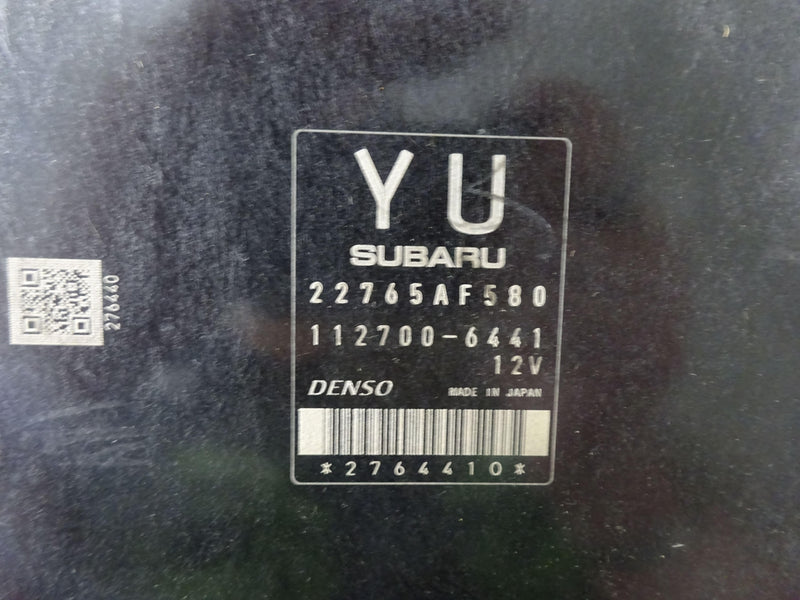 YU
SUBARU
22765AF580
112700-6441
12V
DENSO MADE IN JAPAN
*2764410*
276440